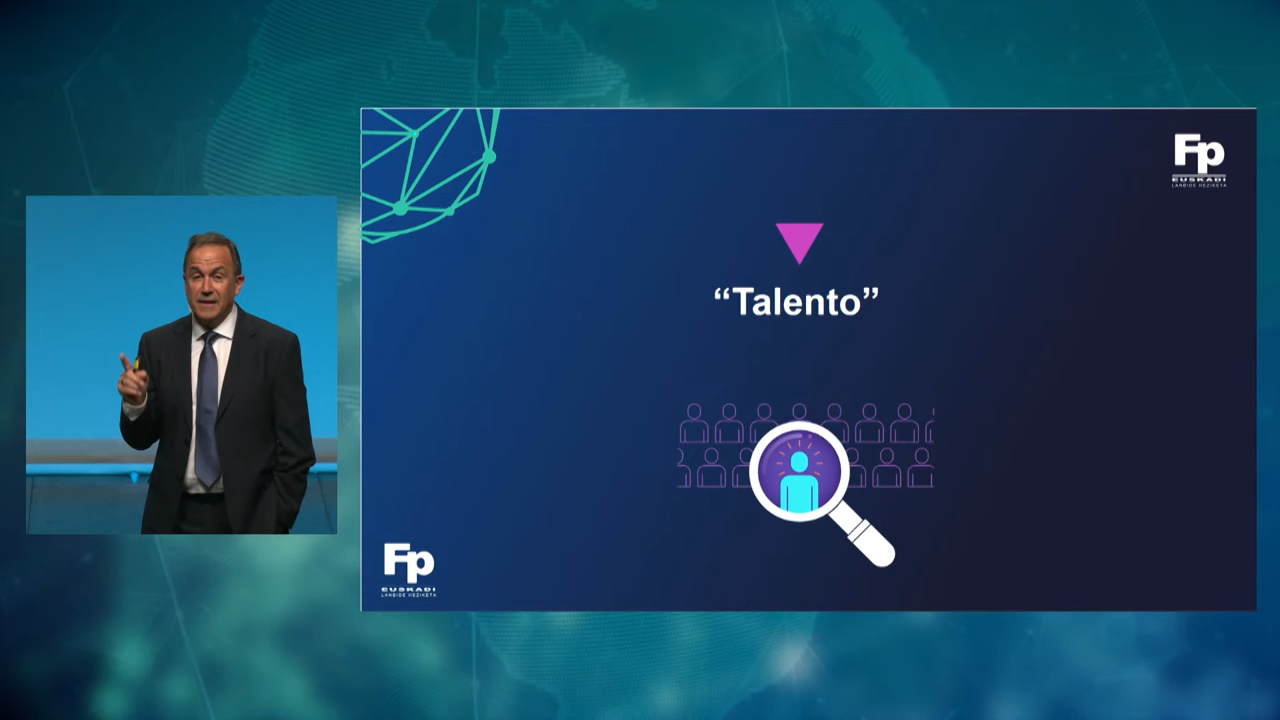 Fp
EUSKADI
LANBIDE HEZIKETA
“Talento”
Fp
EUSKADI
LANBIDE HEZIKETA